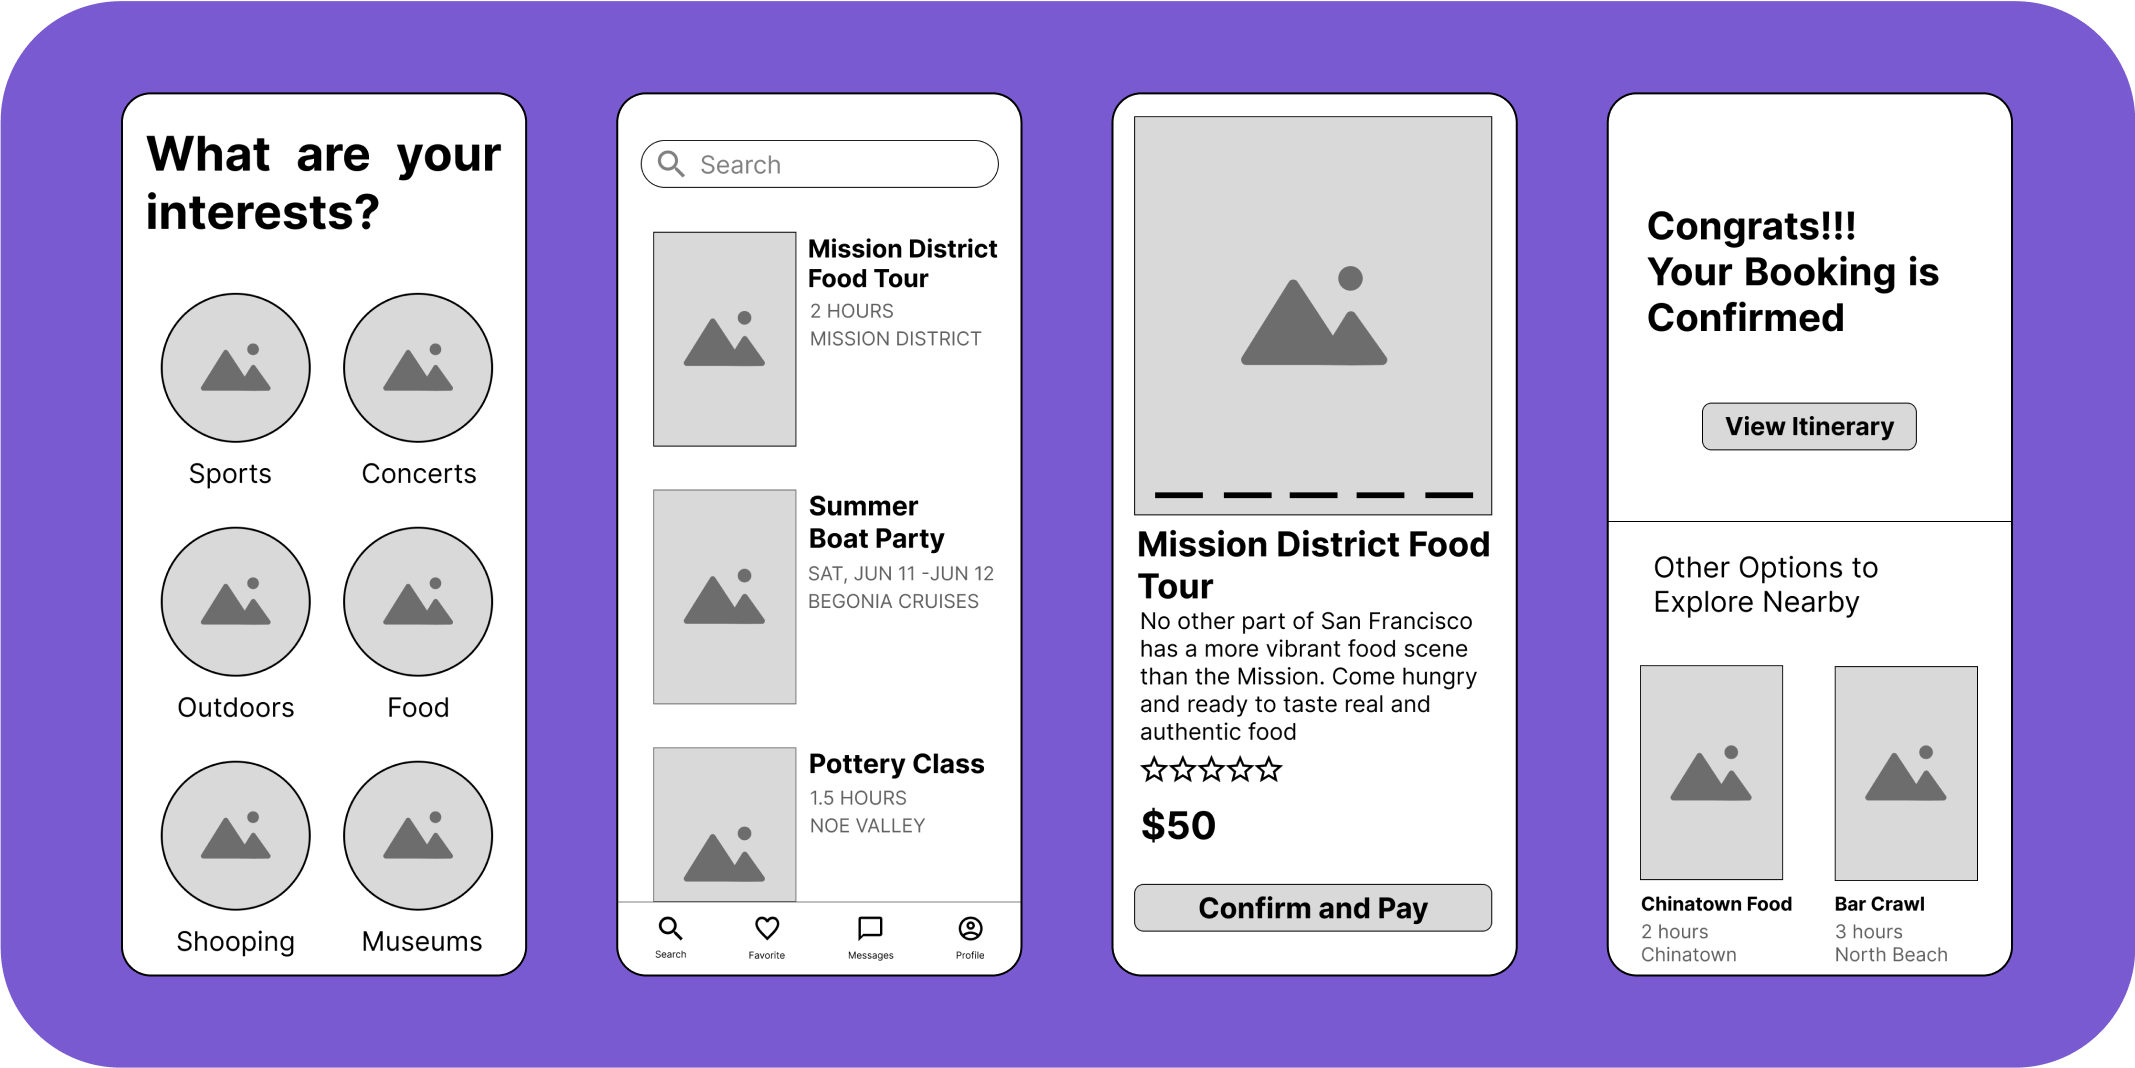 What are your
interests?
Sports
Concerts
Outdoors
Food
Shooping
Museums
Search
Mission District
Food Tour
2 HOURS
MISSION DISTRICT
Summer
Boat Party
SAT, JUN 11 -JUN 12
BEGONIA CRUISES
Pottery Class
1.5 HOURS
NOE VALLEY
Search
Favorite
Messages
Profile
Mission District Food
Tour
No other part of San Francisco
has a more vibrant food scene
than the Mission. Come hungry
and ready to taste real and
authentic food
$50
Confirm and Pay
Congrats!!!
Your Booking is
Confirmed
View Itinerary
Other Options to
Explore Nearby
Chinatown Food
2 hours
Chinatown
Bar Crawl
3 hours
North Beach